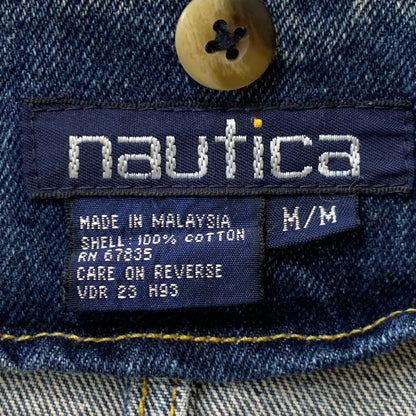 nautica
MADE IN MALAYSIA
SHELL: 100% COTTON
RN 67835
CARE ON REVERSE
VDR 23 H93
M/M